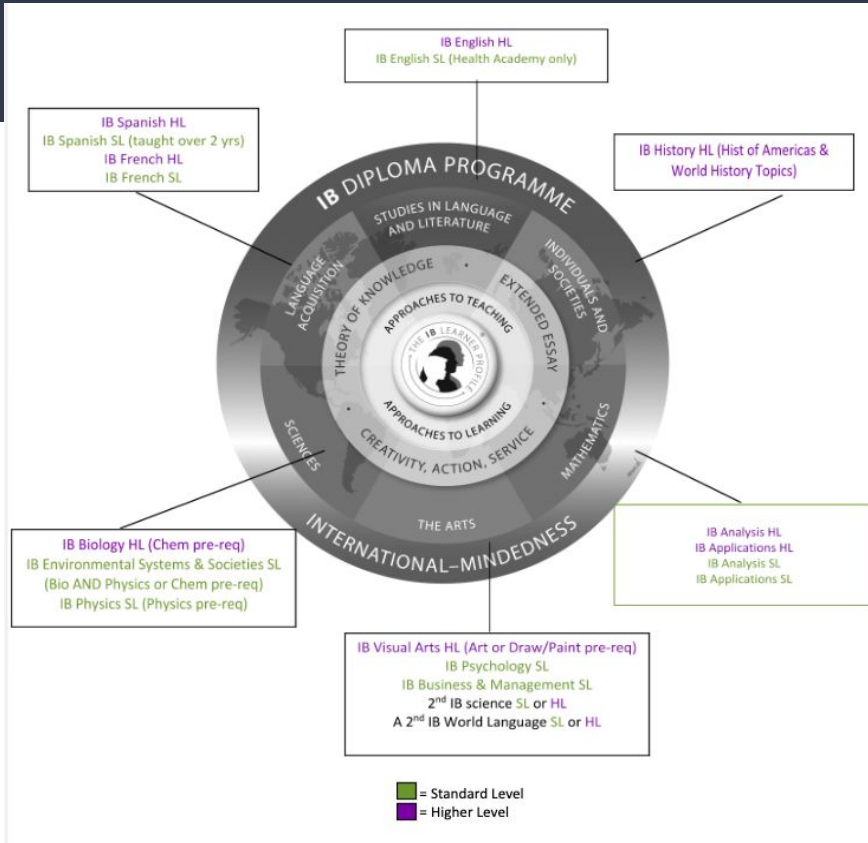 IB English HL
IB English SL (Health Academy only)
IB Spanish HL
IB Spanish SL (taught over 2 yrs)
IB French HL
IB French SL
IB History HL (Hist of Americas &
World History Topics)
IB DIPLOMA PROGRAMME
STUDIES IN LANGUAGE
AND LITERATURE
LANGUAGE
ACQUISITION
INDIVIDUALS AND
SOCIETIES
THEORY OF KNOWLEDGE
EXTENDED ESSAY
APPROACHES TO TEACHING
THE IB LEARNER PROFILE
APPROACHES TO LEARNING
CREATIVITY, ACTION, SERVICE
SCIENCES
MATHEMATICS
THE ARTS
INTERNATIONAL–MINDEDNESS
IB Biology HL (Chem pre-req)
IB Environmental Systems & Societies SL
(Bio AND Physics or Chem pre-req)
IB Physics SL (Physics pre-req)
IB Analysis HL
IB Applications HL
IB Analysis SL
IB Applications SL
IB Visual Arts HL (Art or Draw/Paint pre-req)
IB Psychology SL
IB Business & Management SL
2nd IB science SL or HL
A 2nd IB World Language SL or HL
= Standard Level
= Higher Level